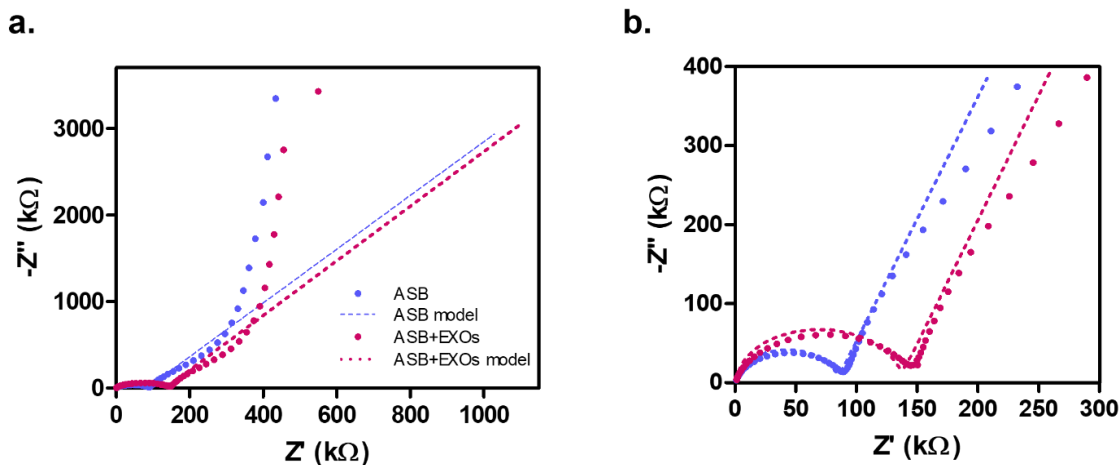 a.
-Z'' (kΩ)
3000
2000
1000
0
0
200
400
600
800
1000
Z' (kΩ)
ASB
ASB model
ASB+EXOs
ASB+EXOs model
b.
-Z'' (kΩ)
400
300
200
100
0
0
50
100
150
200
250
300
Z' (kΩ)